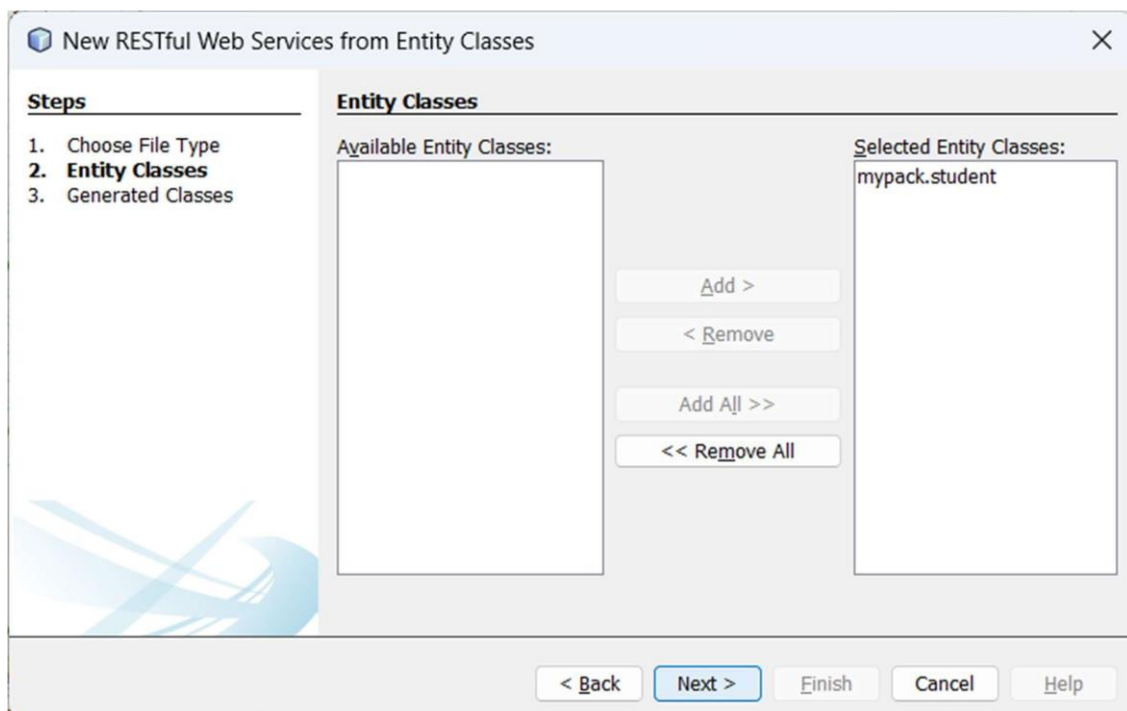 New RESTful Web Services from Entity Classes
Steps
1. Choose File Type
2. Entity Classes
3. Generated Classes
Entity Classes
Available Entity Classes:
Add >
< Remove
Add All >>
<< Remove All
Selected Entity Classes:
mypack.student
< Back
Next >
Finish
Cancel
Help